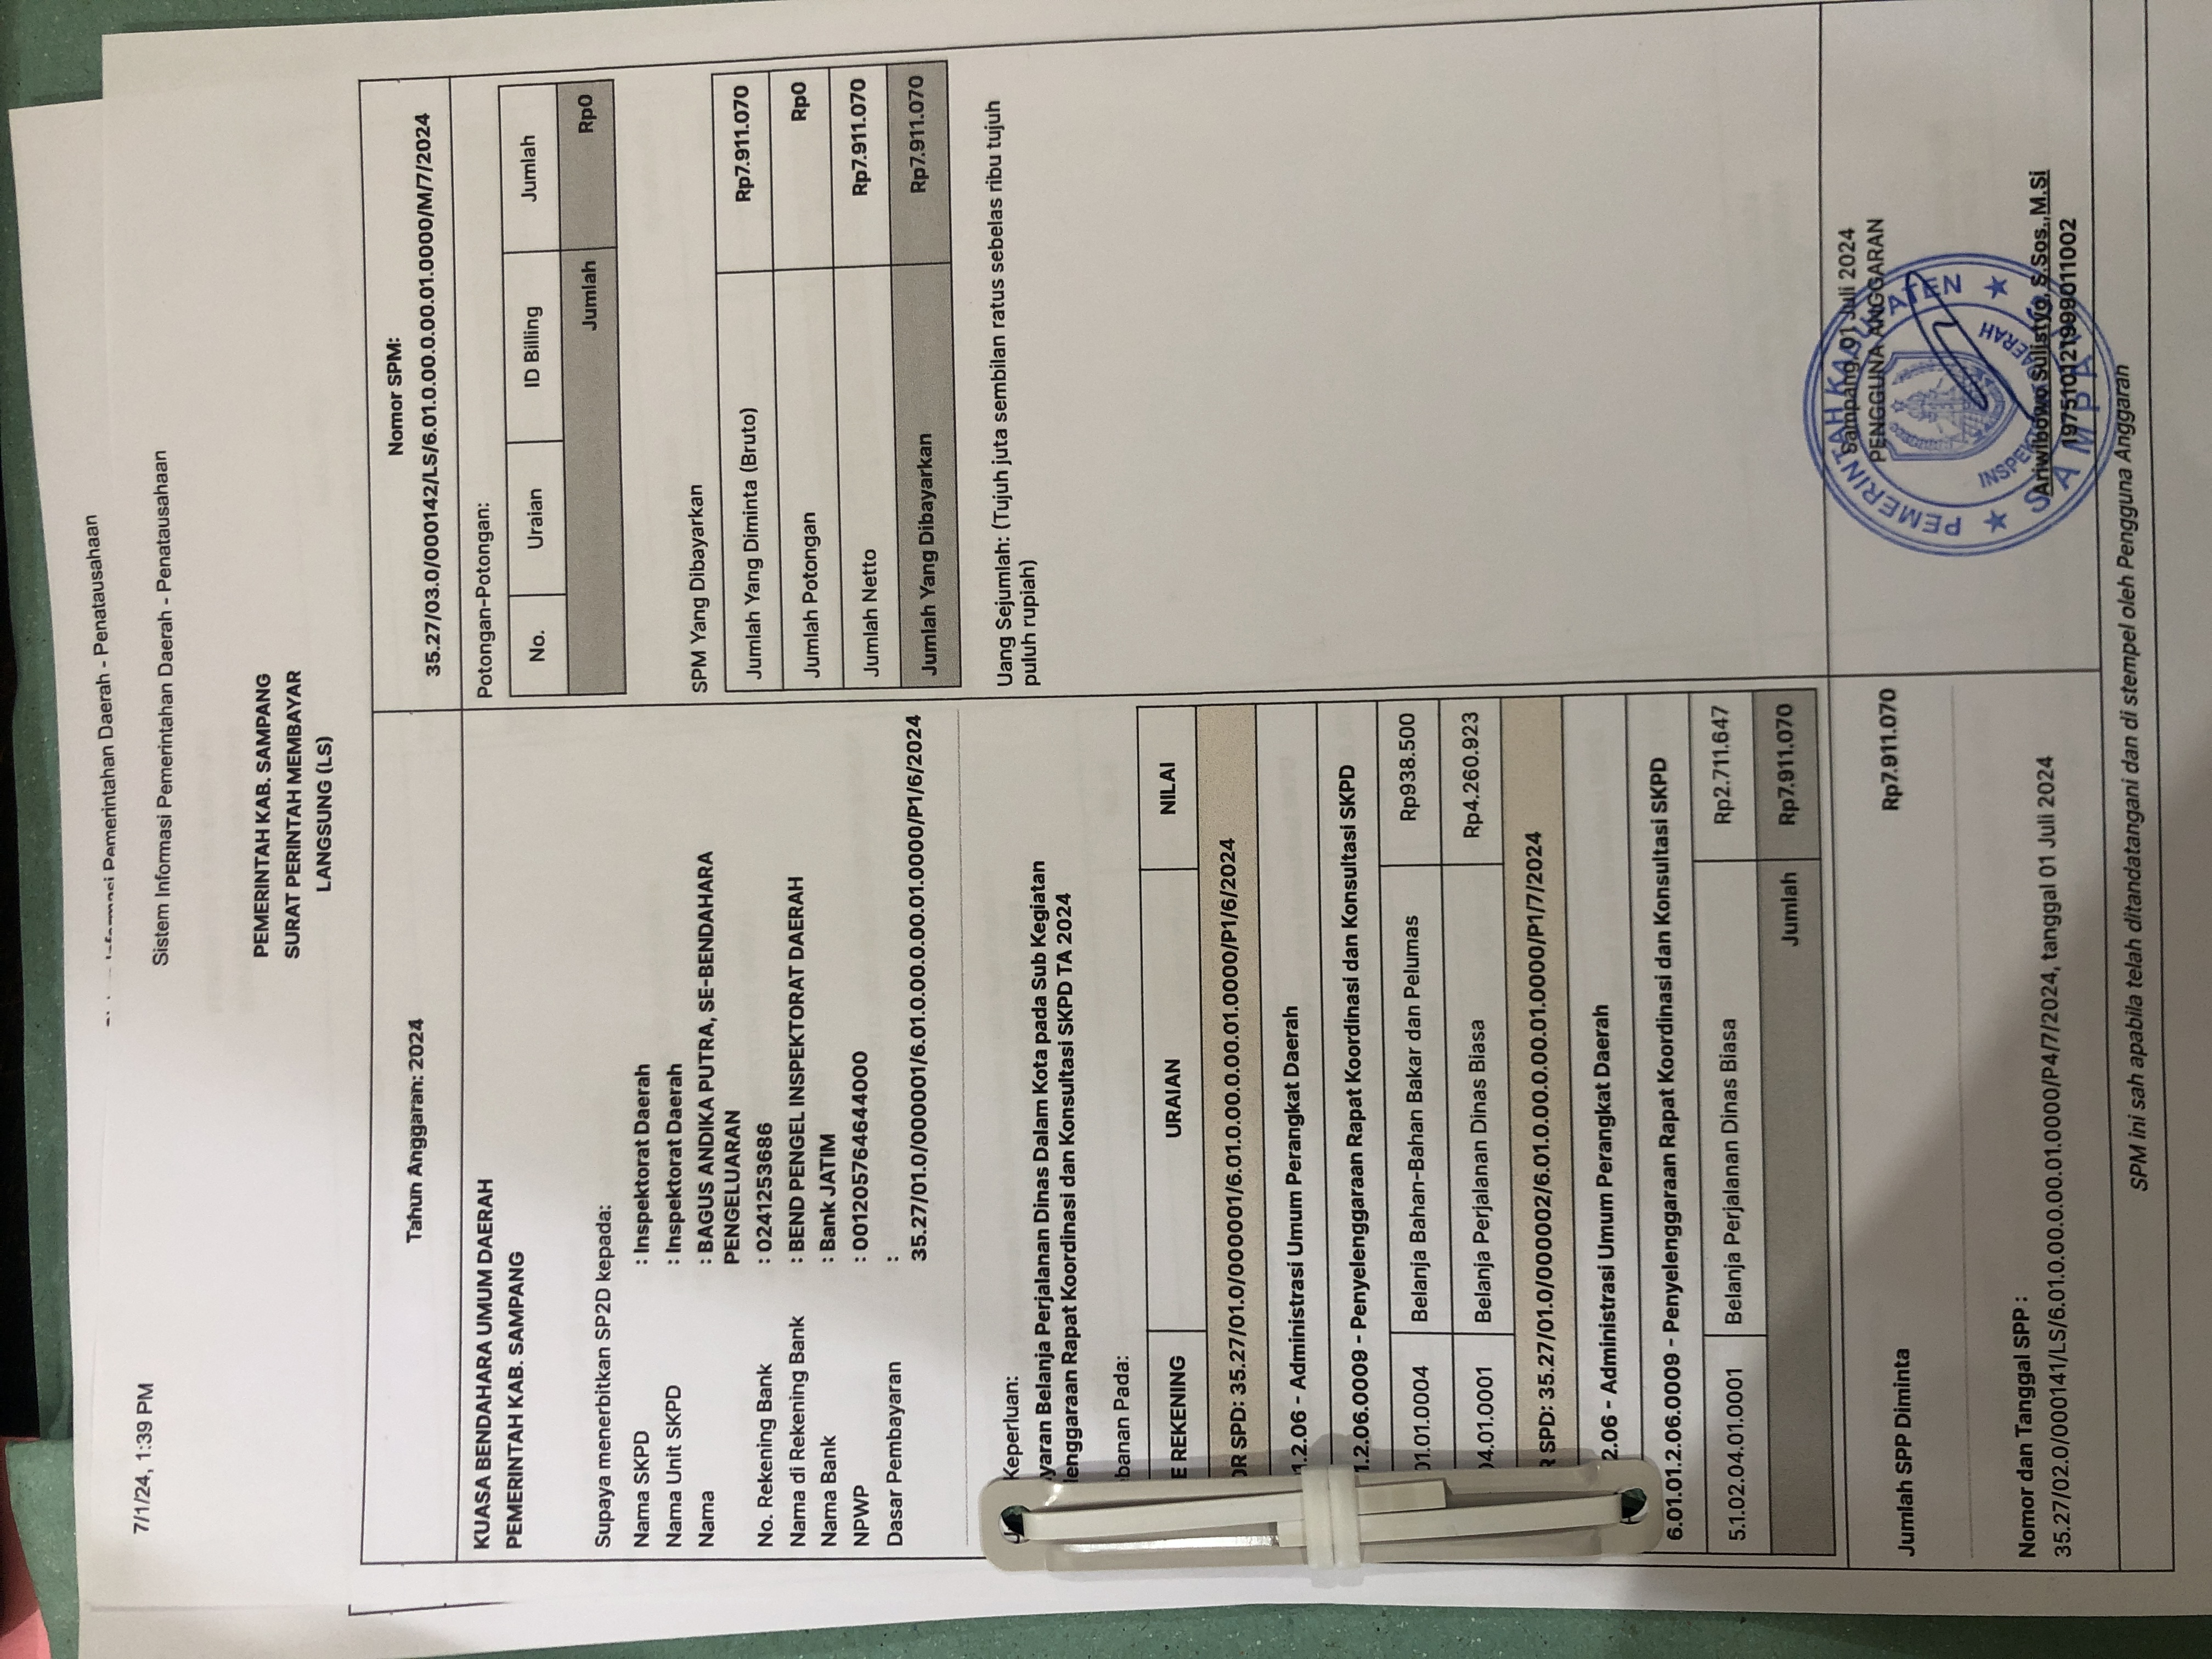 Informasi Pemerintahan Daerah - Penatausahaan
7/1/24, 1:39 PM
Sistem Informasi Pemerintahan Daerah - Penatausahaan
PEMERINTAH KAB. SAMPANG
SURAT PERINTAH MEMBAYAR
LANGSUNG (LS)
Tahun Anggaran: 2024
Nomor SPM:
35.27/03.0/000142/LS/6.01.0.00.0.00.01.0000/M/7/2024
KUASA BENDAHARA UMUM DAERAH
PEMERINTAH KAB. SAMPANG
Supaya menerbitkan SP2D kepada:
Nama SKPD : Inspektorat Daerah
Nama Unit SKPD : Inspektorat Daerah
Nama : BAGUS ANDIKA PUTRA, SE-BENDAHARA
PENGELUARAN
No. Rekening Bank : 0241253686
Nama di Rekening Bank : BEND PENGEL INSPEKTORAT DAERAH
Nama Bank : Bank JATIM
NPWP : 001205764644000
Dasar Pembayaran :
35.27/01.0/000001/6.01.0.00.0.00.01.0000/P1/6/2024
Keperluan:
yaran Belanja Perjalanan Dinas Dalam Kota pada Sub Kegiatan
lenggaraan Rapat Koordinasi dan Konsultasi SKPD TA 2024
banan Pada:
E REKENING URAIAN NILAI
OR SPD: 35.27/01.0/000001/6.01.0.00.0.00.01.0000/P1/6/2024
1.2.06 - Administrasi Umum Perangkat Daerah
1.2.06.0009 - Penyelenggaraan Rapat Koordinasi dan Konsultasi SKPD
01.01.0004 Belanja Bahan-Bahan Bakar dan Pelumas Rp938.500
04.01.0001 Belanja Perjalanan Dinas Biasa Rp4.260.923
R SPD: 35.27/01.0/000002/6.01.0.00.0.00.01.0000/P1/7/2024
2.06 - Administrasi Umum Perangkat Daerah
6.01.01.2.06.0009 - Penyelenggaraan Rapat Koordinasi dan Konsultasi SKPD
5.1.02.04.01.0001 Belanja Perjalanan Dinas Biasa Rp2.711.647
Jumlah Rp7.911.070
Jumlah SPP Diminta Rp7.911.070
Nomor dan Tanggal SPP :
35.27/02.0/000141/LS/6.01.0.00.0.00.01.0000/P4/7/2024, tanggal 01 Juli 2024
Potongan-Potongan:
No. Uraian ID Billing Jumlah
Jumlah Rp0
SPM Yang Dibayarkan
Jumlah Yang Diminta (Bruto) Rp7.911.070
Jumlah Potongan Rp0
Jumlah Netto Rp7.911.070
Jumlah Yang Dibayarkan Rp7.911.070
Uang Sejumlah: (Tujuh juta sembilan ratus sebelas ribu tujuh
puluh rupiah)
Sampang, 01 Juli 2024
PENGGUNA ANGGARAN
PEMERINTAH KABUPATEN
INSPEKTORAT DAERAH
SAMPANG
Ariwibowo Sulistyo, S.Sos.,M.Si
197510121999011002
SPM ini sah apabila telah ditandatangani dan di stempel oleh Pengguna Anggaran